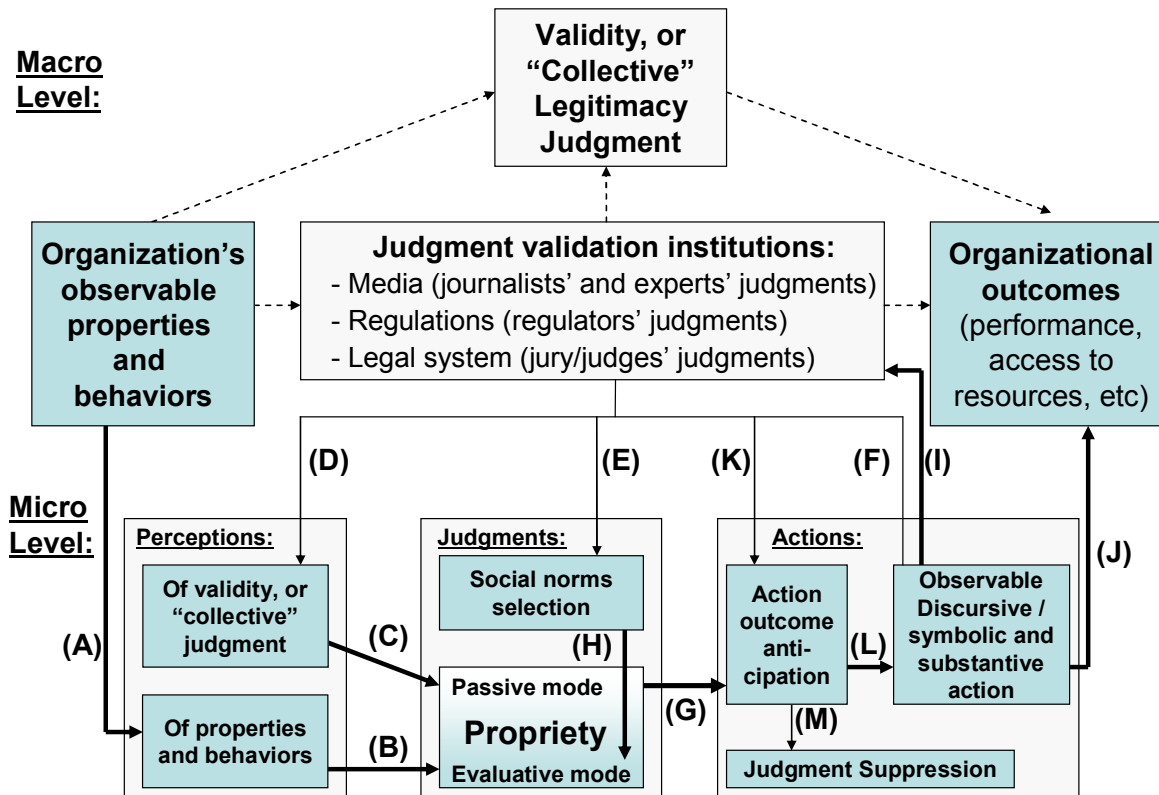 Macro
Level:
Validity, or
“Collective”
Legitimacy
Judgment
Organization’s
observable
properties
and
behaviors
Judgment validation institutions:
- Media (journalists’ and experts’ judgments)
- Regulations (regulators’ judgments)
- Legal system (jury/judges’ judgments)
Organizational
outcomes
(performance,
access to
resources, etc)
(D)
(E)
(K)
(F)
(I)
Micro
Level:
(A)
Perceptions:
Of validity, or
“collective”
judgment
Of properties
and behaviors
(C)
(B)
Judgments:
Social norms
selection
(H)
Passive mode
Propriety
Evaluative mode
(G)
Actions:
Action
outcome
anti-
cipation
(L)
(M)
Observable
Discursive /
symbolic and
substantive
action
Judgment Suppression
(J)